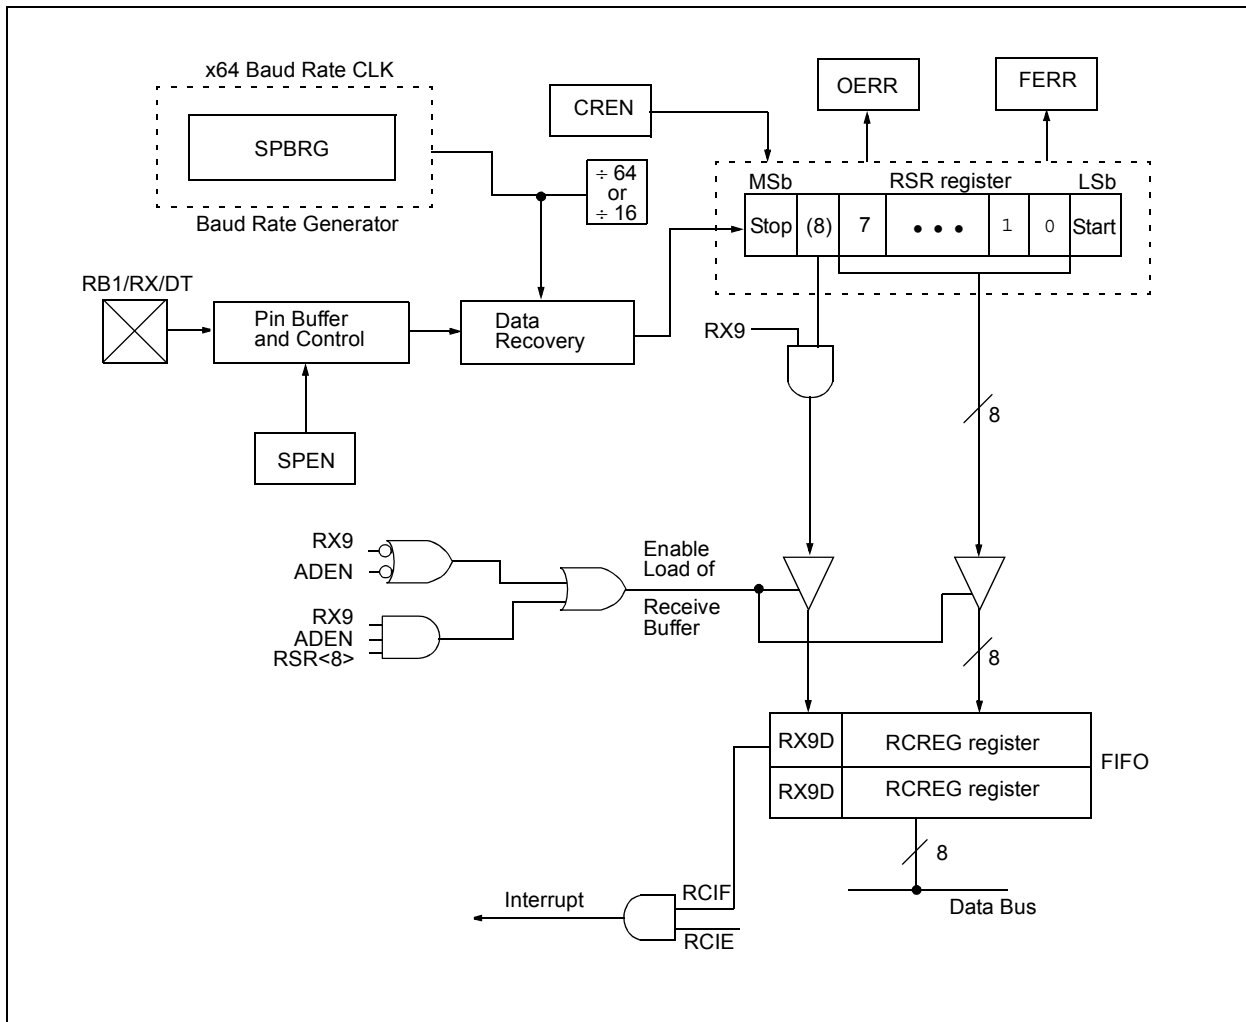 x64 Baud Rate CLK
SPBRG
Baud Rate Generator
CREN
OERR
FERR
÷ 64
or
÷ 16
MSb
RSR register
LSb
Stop
(8)
7
• • •
1
0
Start
RB1/RX/DT
Pin Buffer
and Control
Data
Recovery
SPEN
RX9
8
RX9
ADEN
RX9
ADEN
RSR<8>
Enable
Load of
Receive
Buffer
8
RX9D
RCREG register
RX9D
RCREG register
FIFO
8
Data Bus
Interrupt
RCIF
RCIE